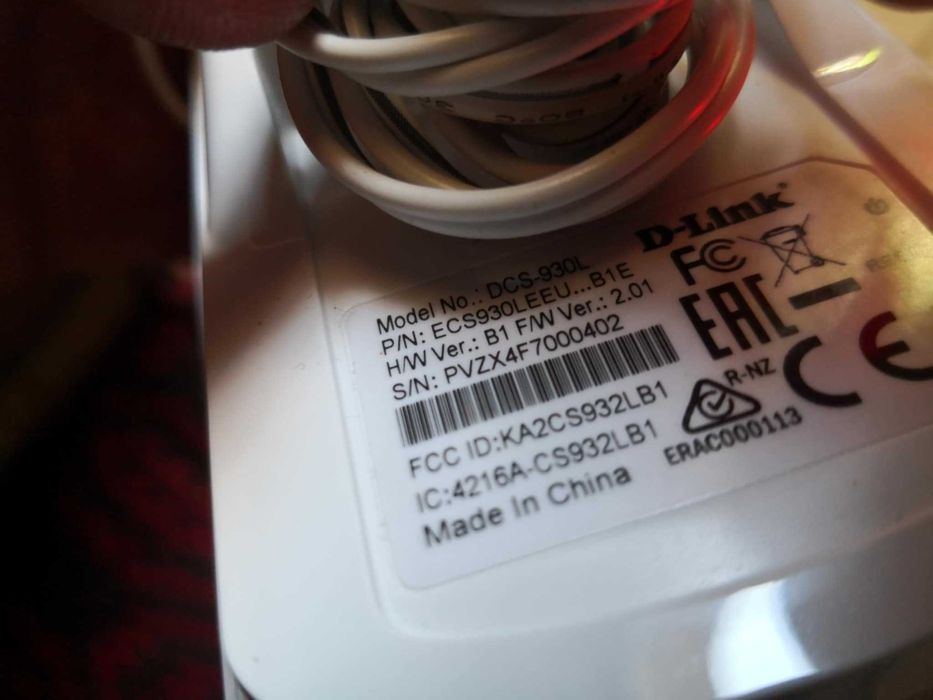 D-Link
Model No.: DCS-930L
P/N: ECS930LEEU...B1E
H/W Ver.: B1 F/W Ver.: 2.01
S/N: PVZX4F7000402
FCC ID:KA2CS932LB1
IC:4216A-CS932LB1
Made In China
FC
EAC
CE
R-NZ
ERAC000113